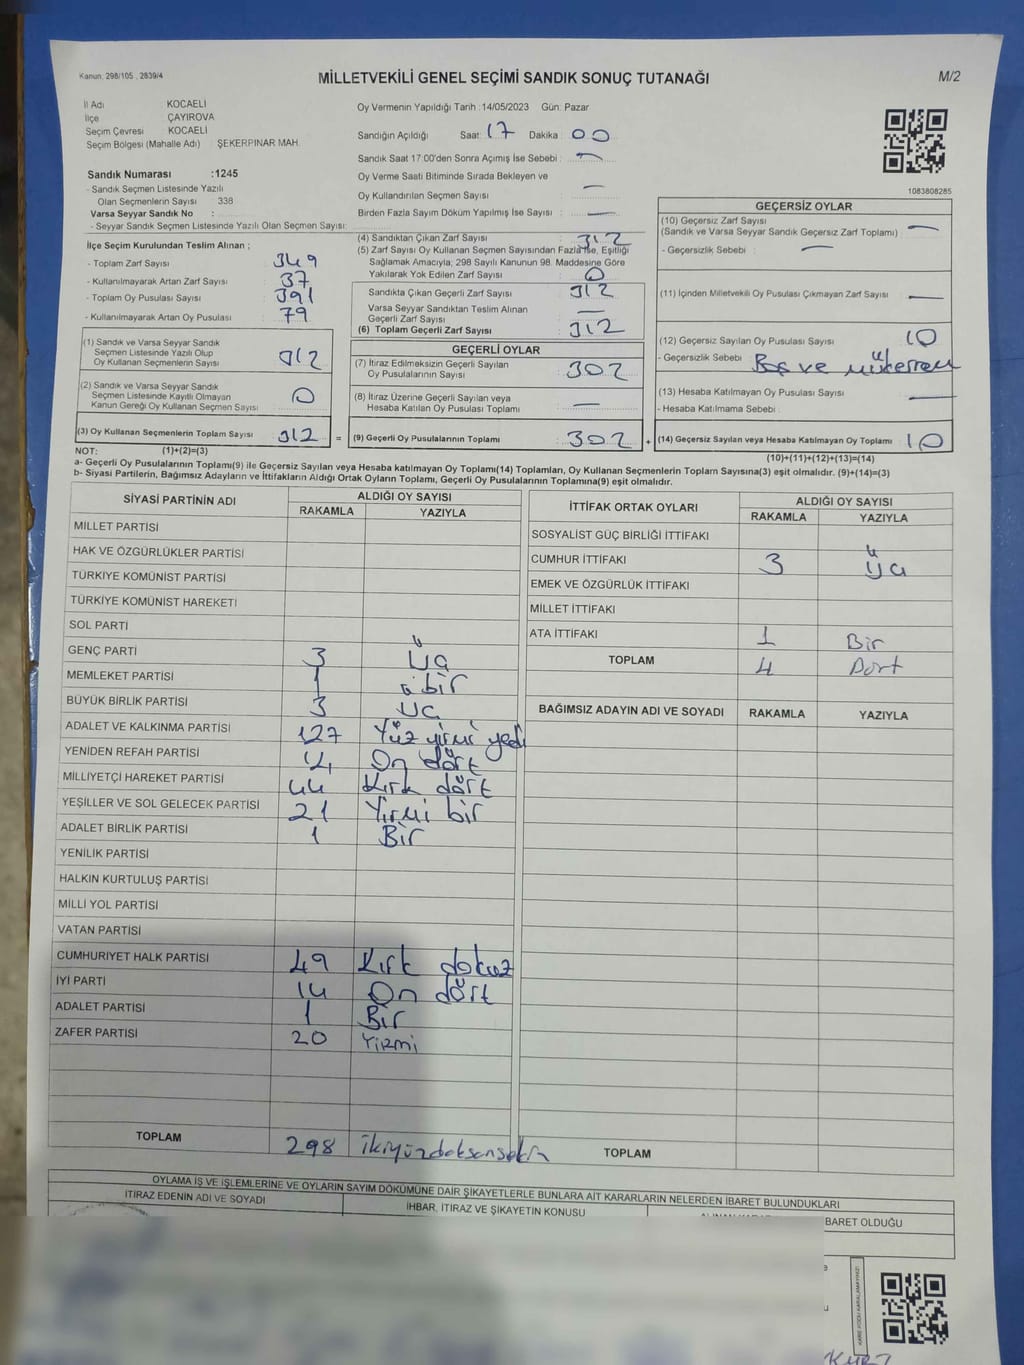 Kanun. 298/105 , 2839/4
MİLLETVEKİLİ GENEL SEÇİMİ SANDIK SONUÇ TUTANAĞI
M/2
İl Adı KOCAELİ
İlçe ÇAYIROVA
Seçim Çevresi KOCAELİ
Seçim Bölgesi (Mahalle Adı) : ŞEKERPINAR MAH.
Sandık Numarası :1245
- Sandık Seçmen Listesinde Yazılı
Olan Seçmenlerin Sayısı 338
Varsa Seyyar Sandık No :
- Seyyar Sandık Seçmen Listesinde Yazılı Olan Seçmen Sayısı:
Oy Vermenin Yapıldığı Tarih :14/05/2023 Gün: Pazar
Sandığın Açıldığı Saat: 17 Dakika : 00
Sandık Saat 17:00'den Sonra Açımış İse Sebebi : —
Oy Verme Saati Bitiminde Sırada Bekleyen ve
Oy Kullandırılan Seçmen Sayısı —
Birden Fazla Sayım Döküm Yapılmış İse Sayısı : —
1083808285
İlçe Seçim Kurulundan Teslim Alınan ;
- Toplam Zarf Sayısı 349
- Kullanılmayarak Artan Zarf Sayısı : 37
- Toplam Oy Pusulası Sayısı 391
- Kullanılmayarak Artan Oy Pusulası : 79
(1) Sandık ve Varsa Seyyar Sandık
Seçmen Listesinde Yazılı Olup
Oy Kullanan Seçmenlerin Sayısı 312
(2) Sandık ve Varsa Seyyar Sandık
Seçmen Listesinde Kayıtlı Olmayan
Kanun Gereği Oy Kullanan Seçmen Sayısı 0
(3) Oy Kullanan Seçmenlerin Toplam Sayısı 312 =
(4) Sandıktan Çıkan Zarf Sayısı 312
(5) Zarf Sayısı Oy Kullanan Seçmen Sayısından Fazla İse, Eşitliği
Sağlamak Amacıyla, 298 Sayılı Kanunun 98. Maddesine Göre
Yakılarak Yok Edilen Zarf Sayısı 0
Sandıkta Çıkan Geçerli Zarf Sayısı 312
Varsa Seyyar Sandıktan Teslim Alınan
Geçerli Zarf Sayısı —
(6) Toplam Geçerli Zarf Sayısı 312
GEÇERLİ OYLAR
(7) İtiraz Edilmeksizin Geçerli Sayılan
Oy Pusulalarının Sayısı 302
(8) İtiraz Üzerine Geçerli Sayılan veya
Hesaba Katılan Oy Pusulası Toplamı —
(9) Geçerli Oy Pusulalarının Toplamı 302 +
GEÇERSİZ OYLAR
(10) Geçersiz Zarf Sayısı
(Sandık ve Varsa Seyyar Sandık Geçersiz Zarf Toplamı) : —
- Geçersizlik Sebebi : —
(11) İçinden Milletvekili Oy Pusulası Çıkmayan Zarf Sayısı : —
(12) Geçersiz Sayılan Oy Pusulası Sayısı 10
- Geçersizlik Sebebi Boş ve mükerrer
(13) Hesaba Katılmayan Oy Pusulası Sayısı —
- Hesaba Katılmama Sebebi :
(14) Geçersiz Sayılan veya Hesaba Katılmayan Oy Toplamı 10
NOT: (1)+(2)=(3)
(10)+(11)+(12)+(13)=(14)
a- Geçerli Oy Pusulalarının Toplamı(9) ile Geçersiz Sayılan veya Hesaba katılmayan Oy Toplamı(14) Toplamları, Oy Kullanan Seçmenlerin Toplam Sayısına(3) eşit olmalıdır. (9)+(14)=(3)
b- Siyasi Partilerin, Bağımsız Adayların ve İttifakların Aldığı Ortak Oyların Toplamı, Geçerli Oy Pusulalarının Toplamına(9) eşit olmalıdır.
SİYASİ PARTİNİN ADI ALDIĞI OY SAYISI
RAKAMLA YAZIYLA
MİLLET PARTİSİ
HAK VE ÖZGÜRLÜKLER PARTİSİ
TÜRKİYE KOMÜNİST PARTİSİ
TÜRKİYE KOMÜNİST HAREKETİ
SOL PARTİ
GENÇ PARTİ 3 Üç
MEMLEKET PARTİSİ 1 bir
BÜYÜK BİRLİK PARTİSİ 3 Üç
ADALET VE KALKINMA PARTİSİ 127 Yüz yirmi yedi
YENİDEN REFAH PARTİSİ 14 On dört
MİLLİYETÇİ HAREKET PARTİSİ 44 Kırk dört
YEŞİLLER VE SOL GELECEK PARTİSİ 21 Yirmi bir
ADALET BİRLİK PARTİSİ 1 Bir
YENİLİK PARTİSİ
HALKIN KURTULUŞ PARTİSİ
MİLLİ YOL PARTİSİ
VATAN PARTİSİ
CUMHURİYET HALK PARTİSİ 49 Kırk dokuz
İYİ PARTİ 14 On dört
ADALET PARTİSİ 1 Bir
ZAFER PARTİSİ 20 Yirmi
TOPLAM 298 ikiyüzdoksansekiz
İTTİFAK ORTAK OYLARI ALDIĞI OY SAYISI
RAKAMLA YAZIYLA
SOSYALİST GÜÇ BİRLİĞİ İTTİFAKI
CUMHUR İTTİFAKI 3 Üç
EMEK VE ÖZGÜRLÜK İTTİFAKI
MİLLET İTTİFAKI
ATA İTTİFAKI 1 Bir
TOPLAM 4 Dört
BAĞIMSIZ ADAYIN ADI VE SOYADI RAKAMLA YAZIYLA
TOPLAM
OYLAMA İŞ VE İŞLEMLERİNE VE OYLARIN SAYIM DÖKÜMÜNE DAİR ŞİKAYETLERLE BUNLARA AİT KARARLARIN NELERDEN İBARET BULUNDUKLARI
İTİRAZ EDENİN ADI VE SOYADI
İHBAR, İTİRAZ VE ŞİKAYETİN KONUSU
BARET OLDUĞU
KURT